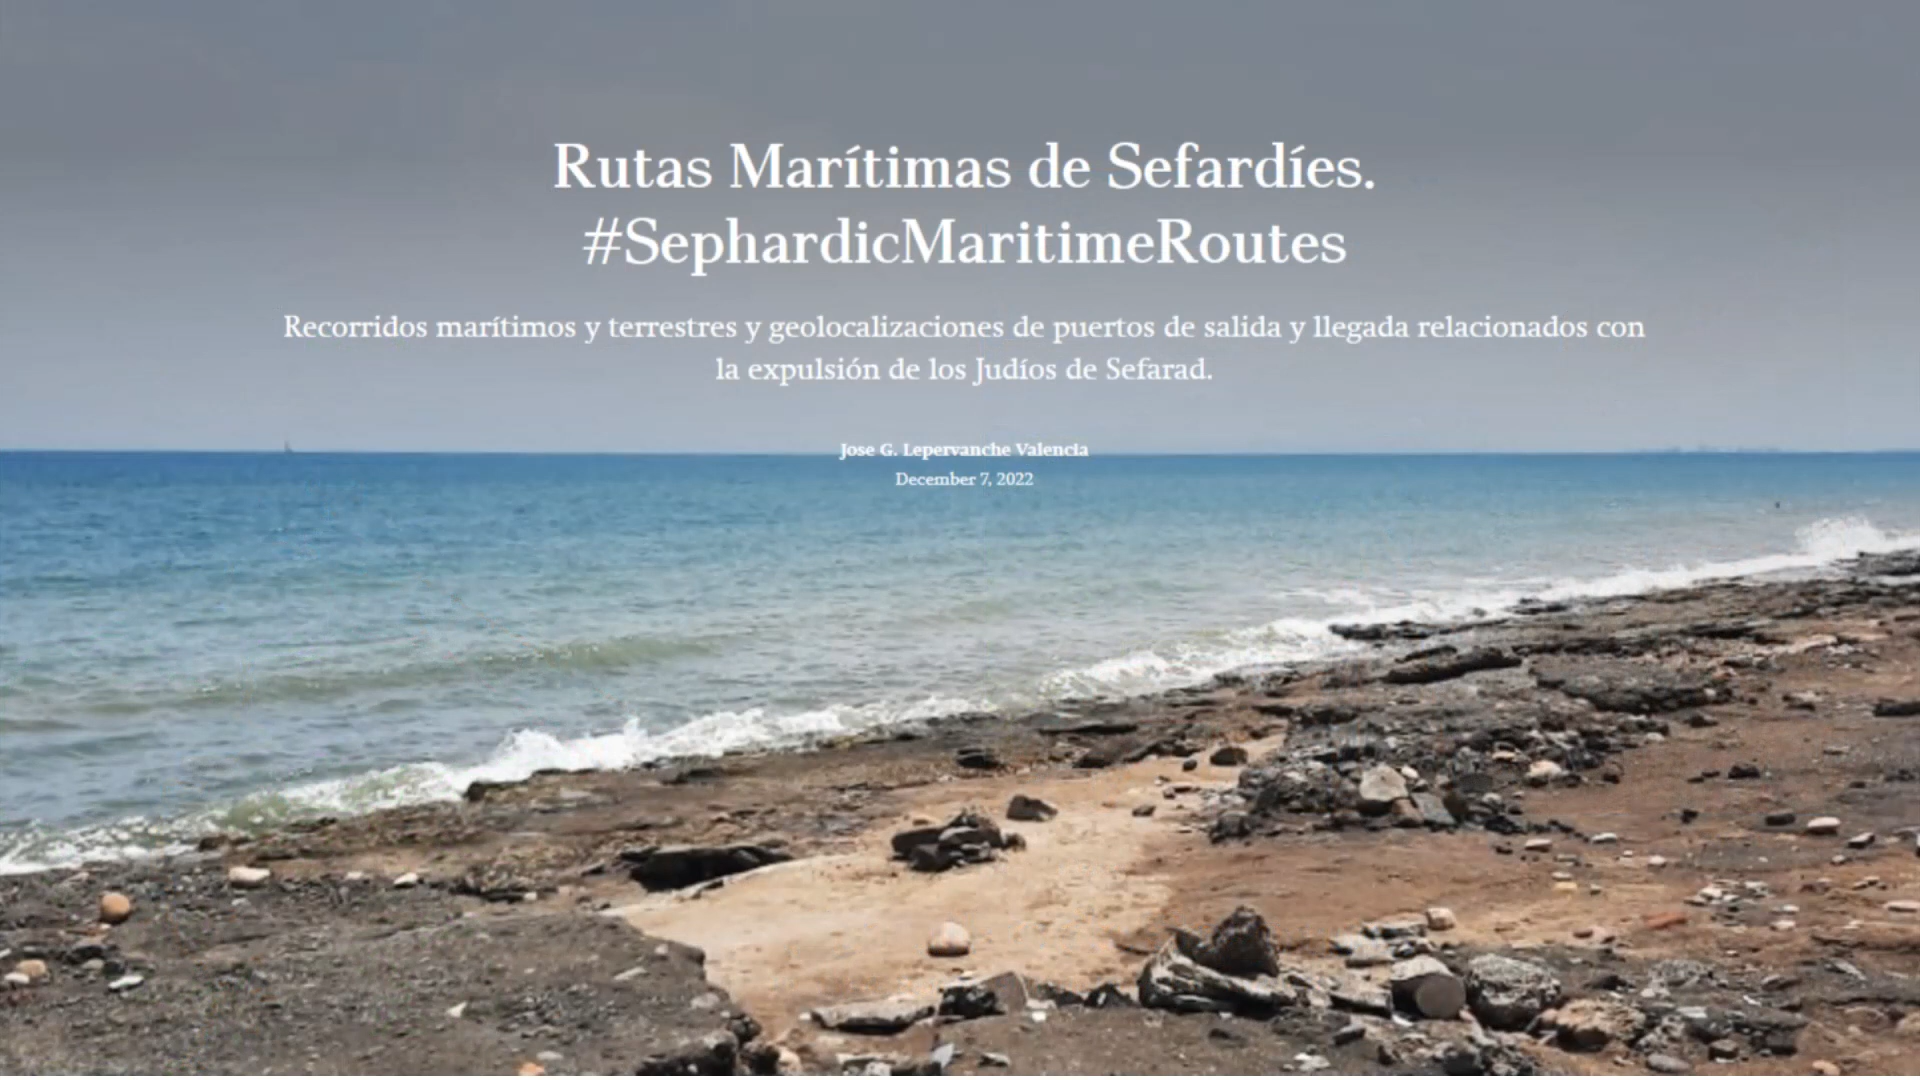 Rutas Marítimas de Sefardíes.
#SephardicMaritimeRoutes
Recorridos marítimos y terrestres y geolocalizaciones de puertos de salida y llegada relacionados con
la expulsión de los Judíos de Sefarad.
Jose G. Lepervanche Valencia
December 7, 2022